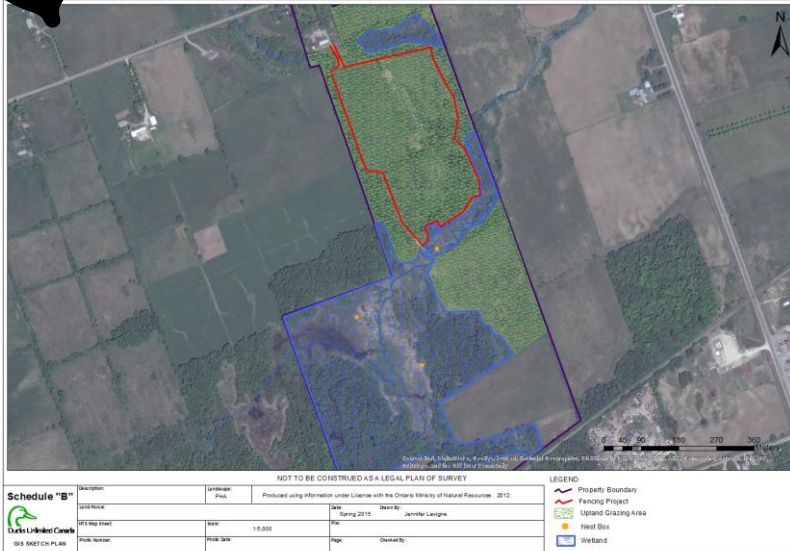 N
0 45 90 180 270 360
Meters
NOT TO BE CONSTRUED AS A LEGAL PLAN OF SURVEY
Schedule "B"
Ducks Unlimited Canada
GIS SKETCH PLAN
Description:
Landscape:
PHA
Produced using information under Licence with the Ontario Ministry of Natural Resources. 2012.
Land Parcel:
Date:
Spring 2015
Drawn By:
Jennifer Lavigne
NTS Map Sheet:
Scale:
1:5,000
File:
Photo Number:
Photo Date:
Page:
Checked By:
LEGEND
Property Boundary
Fencing Project
Upland Grazing Area
Nest Box
Wetland